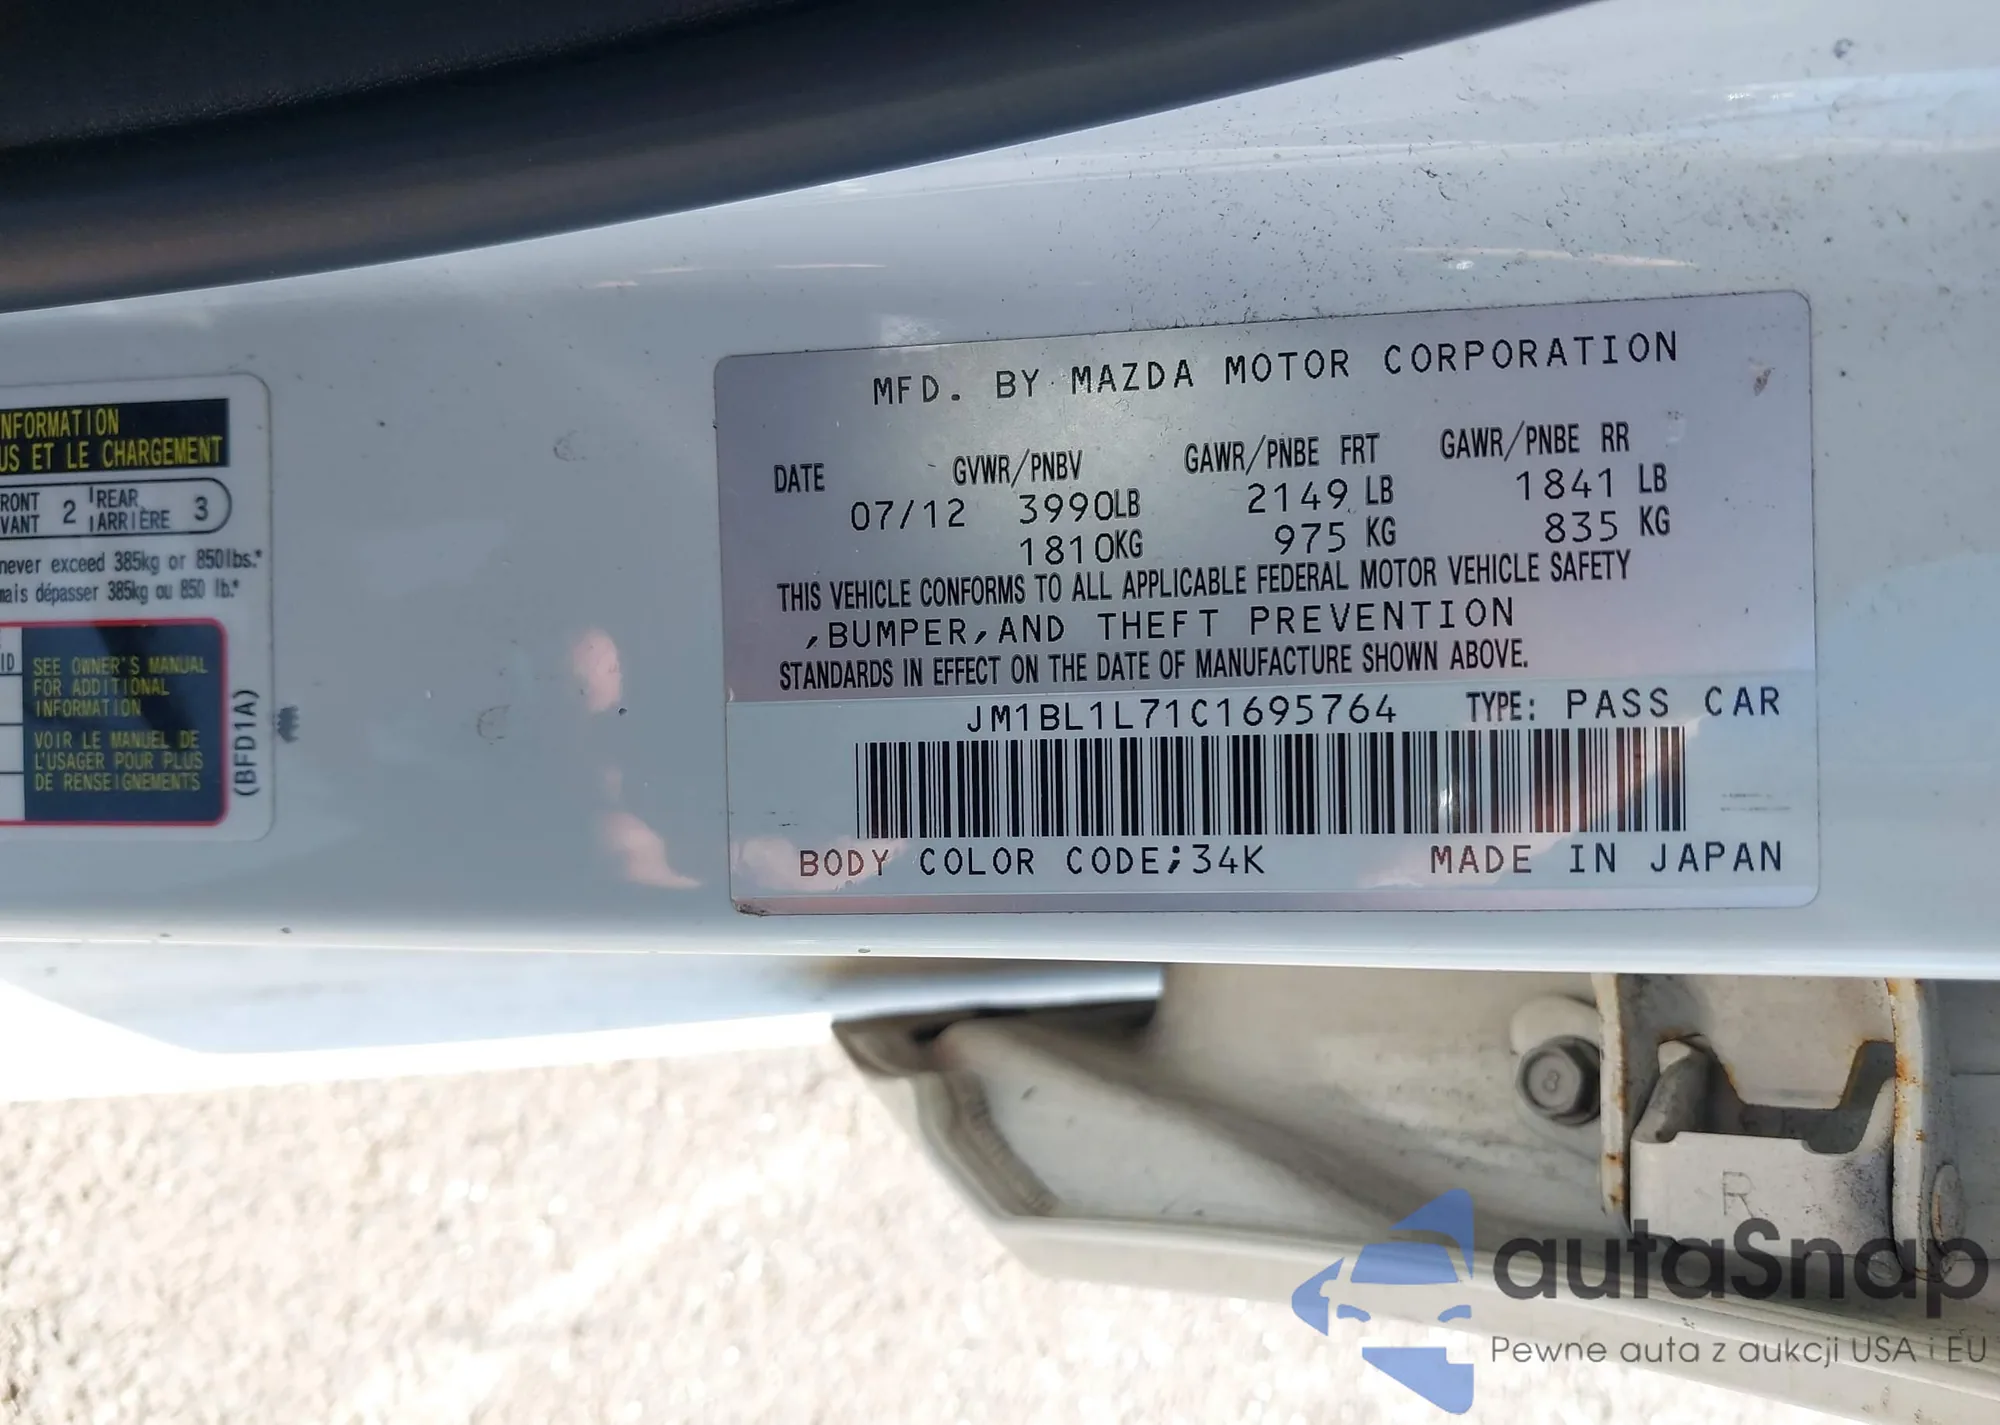 NFORMATION
US ET LE CHARGEMENT
RONT 2 REAR 3
VANT ARRIÈRE
never exceed 385kg or 850lbs.*
mais dépasser 385kg ou 850 lb.*
ID
SEE OWNER'S MANUAL
FOR ADDITIONAL
INFORMATION
VOIR LE MANUEL DE
L'USAGER POUR PLUS
DE RENSEIGNEMENTS
(BFD1A)
MFD. BY MAZDA MOTOR CORPORATION
DATE GVWR/PNBV GAWR/PNBE FRT GAWR/PNBE RR
07/12 3990LB 2149 LB 1841 LB
1810KG 975 KG 835 KG
THIS VEHICLE CONFORMS TO ALL APPLICABLE FEDERAL MOTOR VEHICLE SAFETY
,BUMPER,AND THEFT PREVENTION
STANDARDS IN EFFECT ON THE DATE OF MANUFACTURE SHOWN ABOVE.
JM1BL1L71C1695764 TYPE: PASS CAR
BODY COLOR CODE;34K MADE IN JAPAN
8
R
autaSnap
Pewne auta z aukcji USA i EU